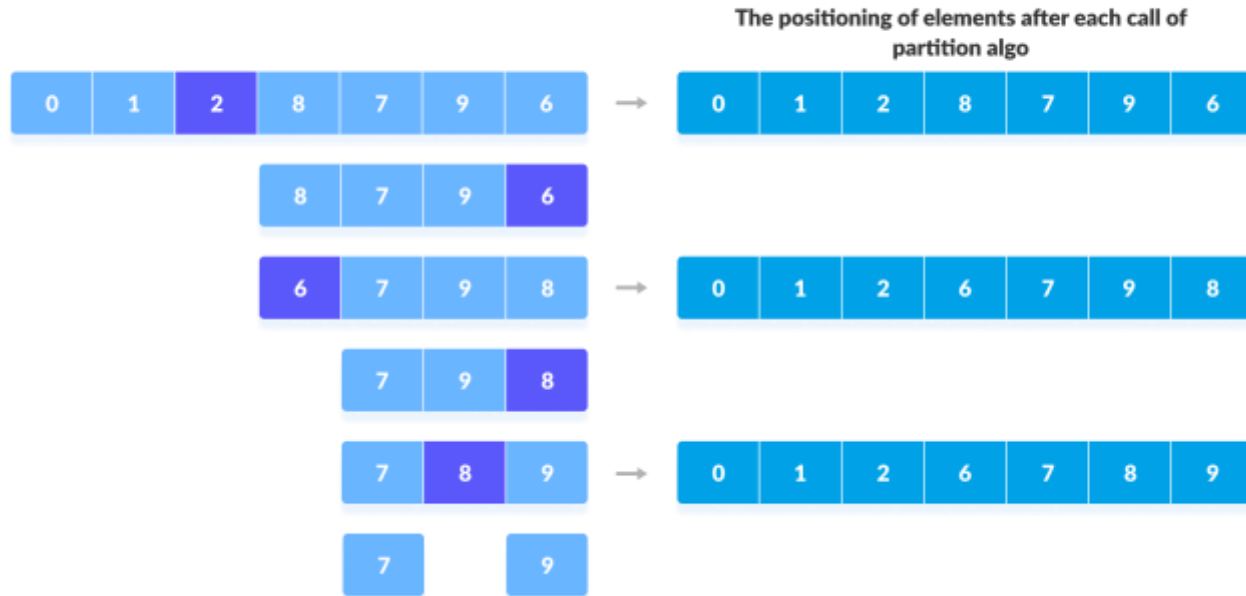 The positioning of elements after each call of
partition algo
0 1 2 8 7 9 6 → 0 1 2 8 7 9 6
8 7 9 6
6 7 9 8 → 0 1 2 6 7 9 8
7 9 8
7 8 9 → 0 1 2 6 7 8 9
7 9